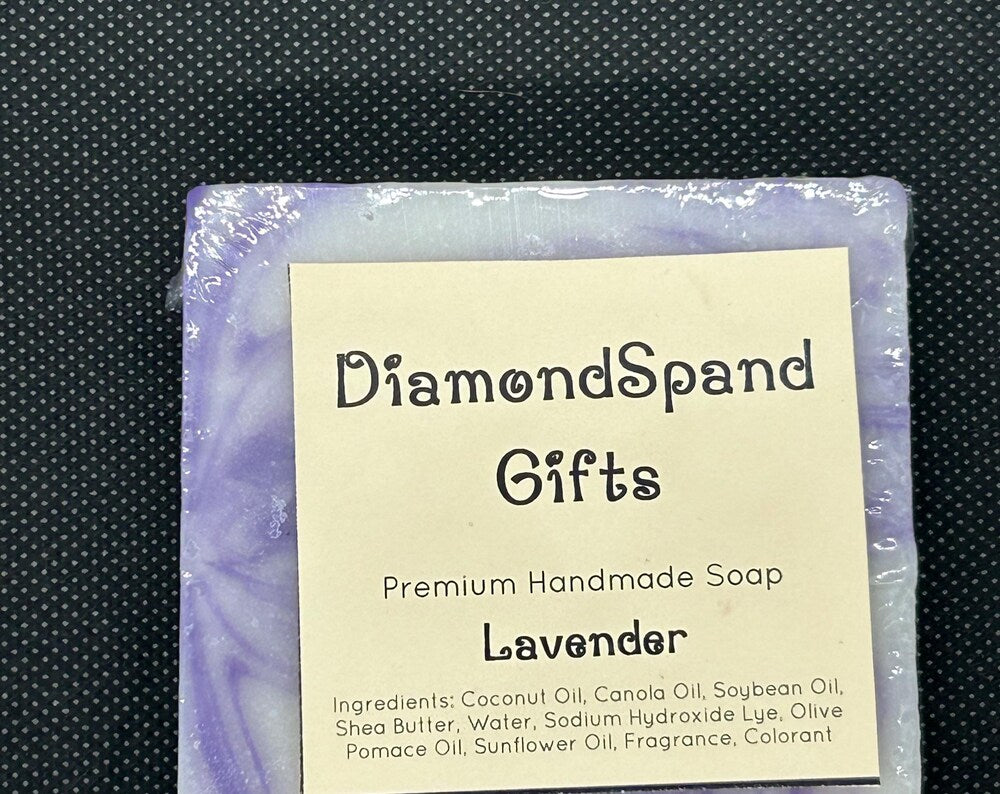 DiamondSpand
Gifts
Premium Handmade Soap
Lavender
Ingredients: Coconut Oil, Canola Oil, Soybean Oil,
Shea Butter, Water, Sodium Hydroxide Lye, Olive
Pomace Oil, Sunflower Oil, Fragrance, Colorant